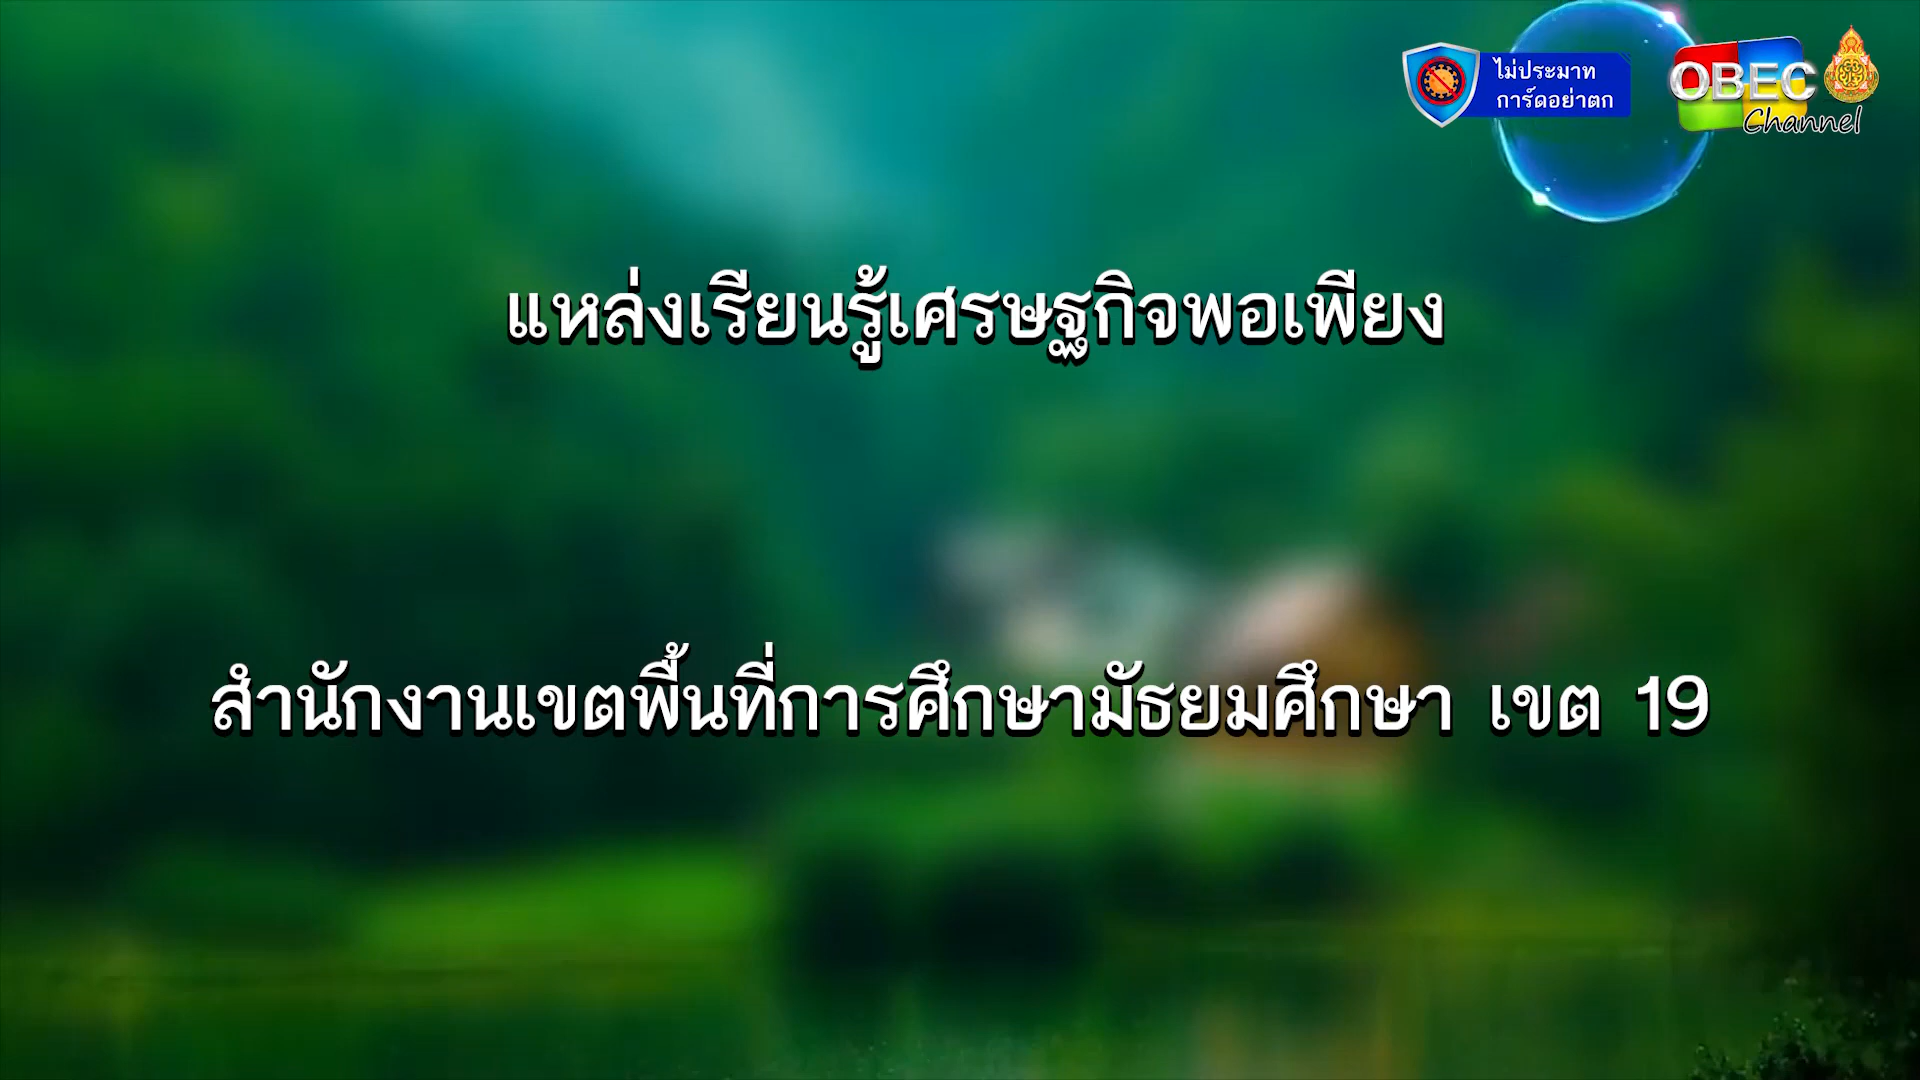 ไม่ประมาท
การ์ดอย่าตก
OBEC
Channel
แหล่งเรียนรู้เศรษฐกิจพอเพียง
สำนักงานเขตพื้นที่การศึกษามัธยมศึกษา เขต 19